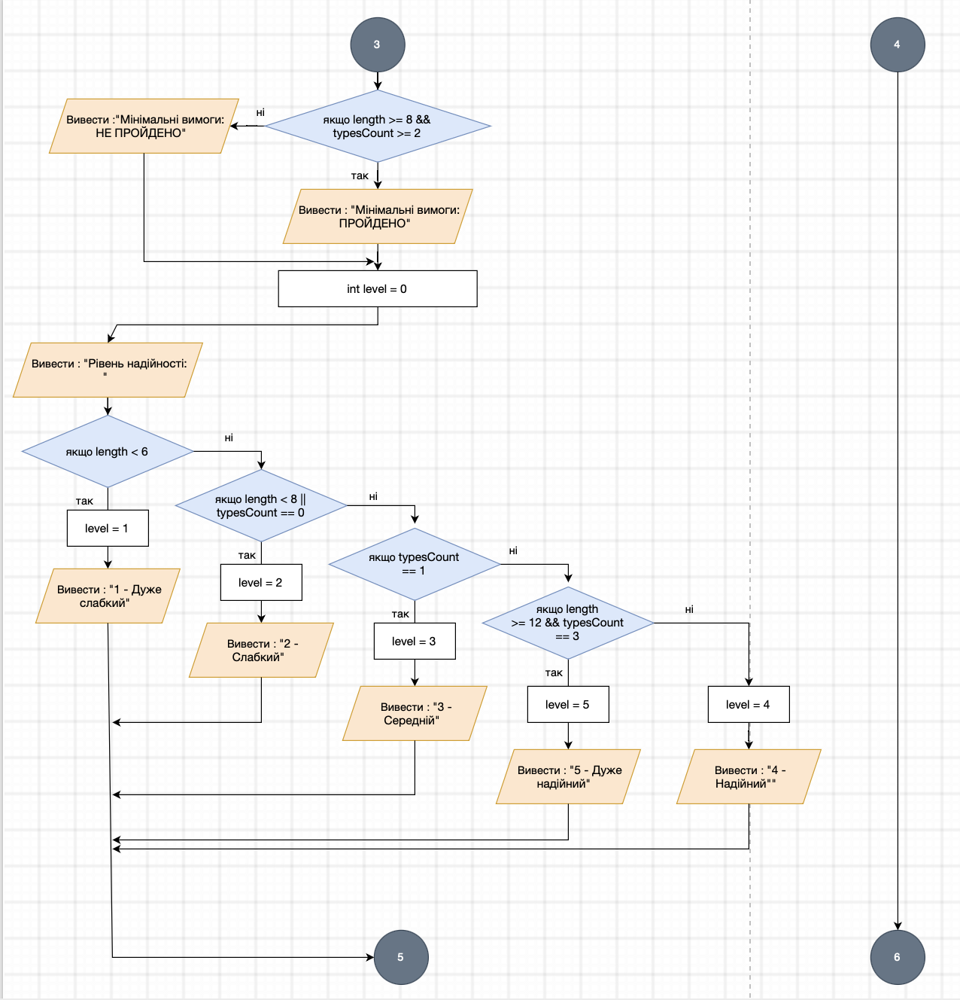 3
4
ні
якщо length >= 8 &&
typesCount >= 2
Вивести :"Мінімальні вимоги:
НЕ ПРОЙДЕНО"
так
Вивести : "Мінімальні вимоги:
ПРОЙДЕНО"
int level = 0
Вивести : "Рівень надійності:
"
якщо length < 6
ні
так
level = 1
Вивести : "1 - Дуже
слабкий"
якщо length < 8 ||
typesCount == 0
ні
так
level = 2
Вивести : "2 -
Слабкий"
якщо typesCount
== 1
ні
так
level = 3
Вивести : "3 -
Середній"
якщо length
>= 12 && typesCount
== 3
ні
так
level = 5
Вивести : "5 - Дуже
надійний"
level = 4
Вивести : "4 -
Надійний""
5
6